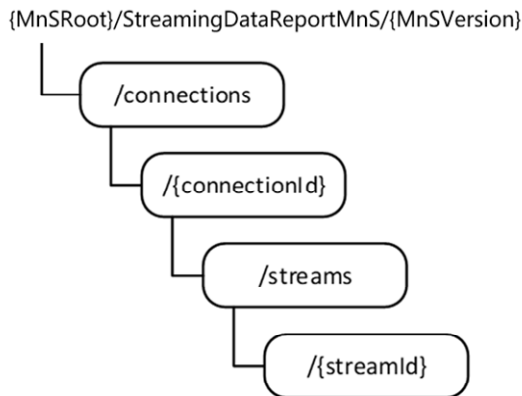 {MnSRoot}/StreamingDataReportMnS/{MnSVersion}
/connections
/{connectionId}
/streams
/{streamId}